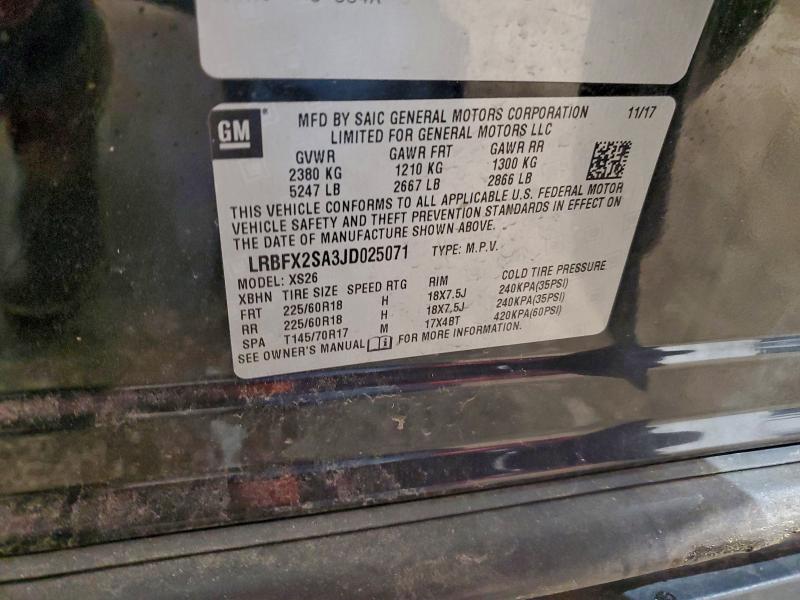 GM
MFD BY SAIC GENERAL MOTORS CORPORATION 11/17
LIMITED FOR GENERAL MOTORS LLC
GVWR GAWR FRT GAWR RR
2380 KG 1210 KG 1300 KG
5247 LB 2667 LB 2866 LB
THIS VEHICLE CONFORMS TO ALL APPLICABLE U.S. FEDERAL MOTOR
VEHICLE SAFETY AND THEFT PREVENTION STANDARDS IN EFFECT ON
THE DATE OF MANUFACTURE SHOWN ABOVE.
LRBFX2SA3JD025071 TYPE: M.P.V.
MODEL: XS26
XBHN TIRE SIZE SPEED RTG RIM COLD TIRE PRESSURE
FRT 225/60R18 H 18X7.5J 240KPA(35PSI)
RR 225/60R18 H 18X7.5J 240KPA(35PSI)
SPA T145/70R17 M 17X4BT 420KPA(60PSI)
SEE OWNER'S MANUAL FOR MORE INFORMATION.